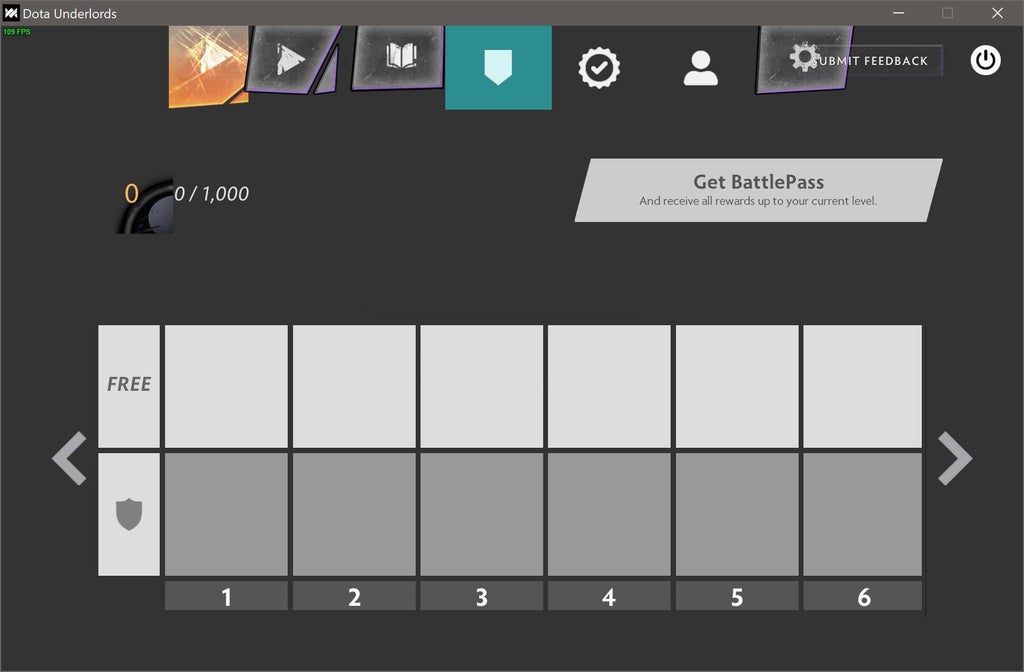 Dota Underlords
109 FPS
SUBMIT FEEDBACK
0
0 / 1,000
Get BattlePass
And receive all rewards up to your current level.
FREE
1
2
3
4
5
6